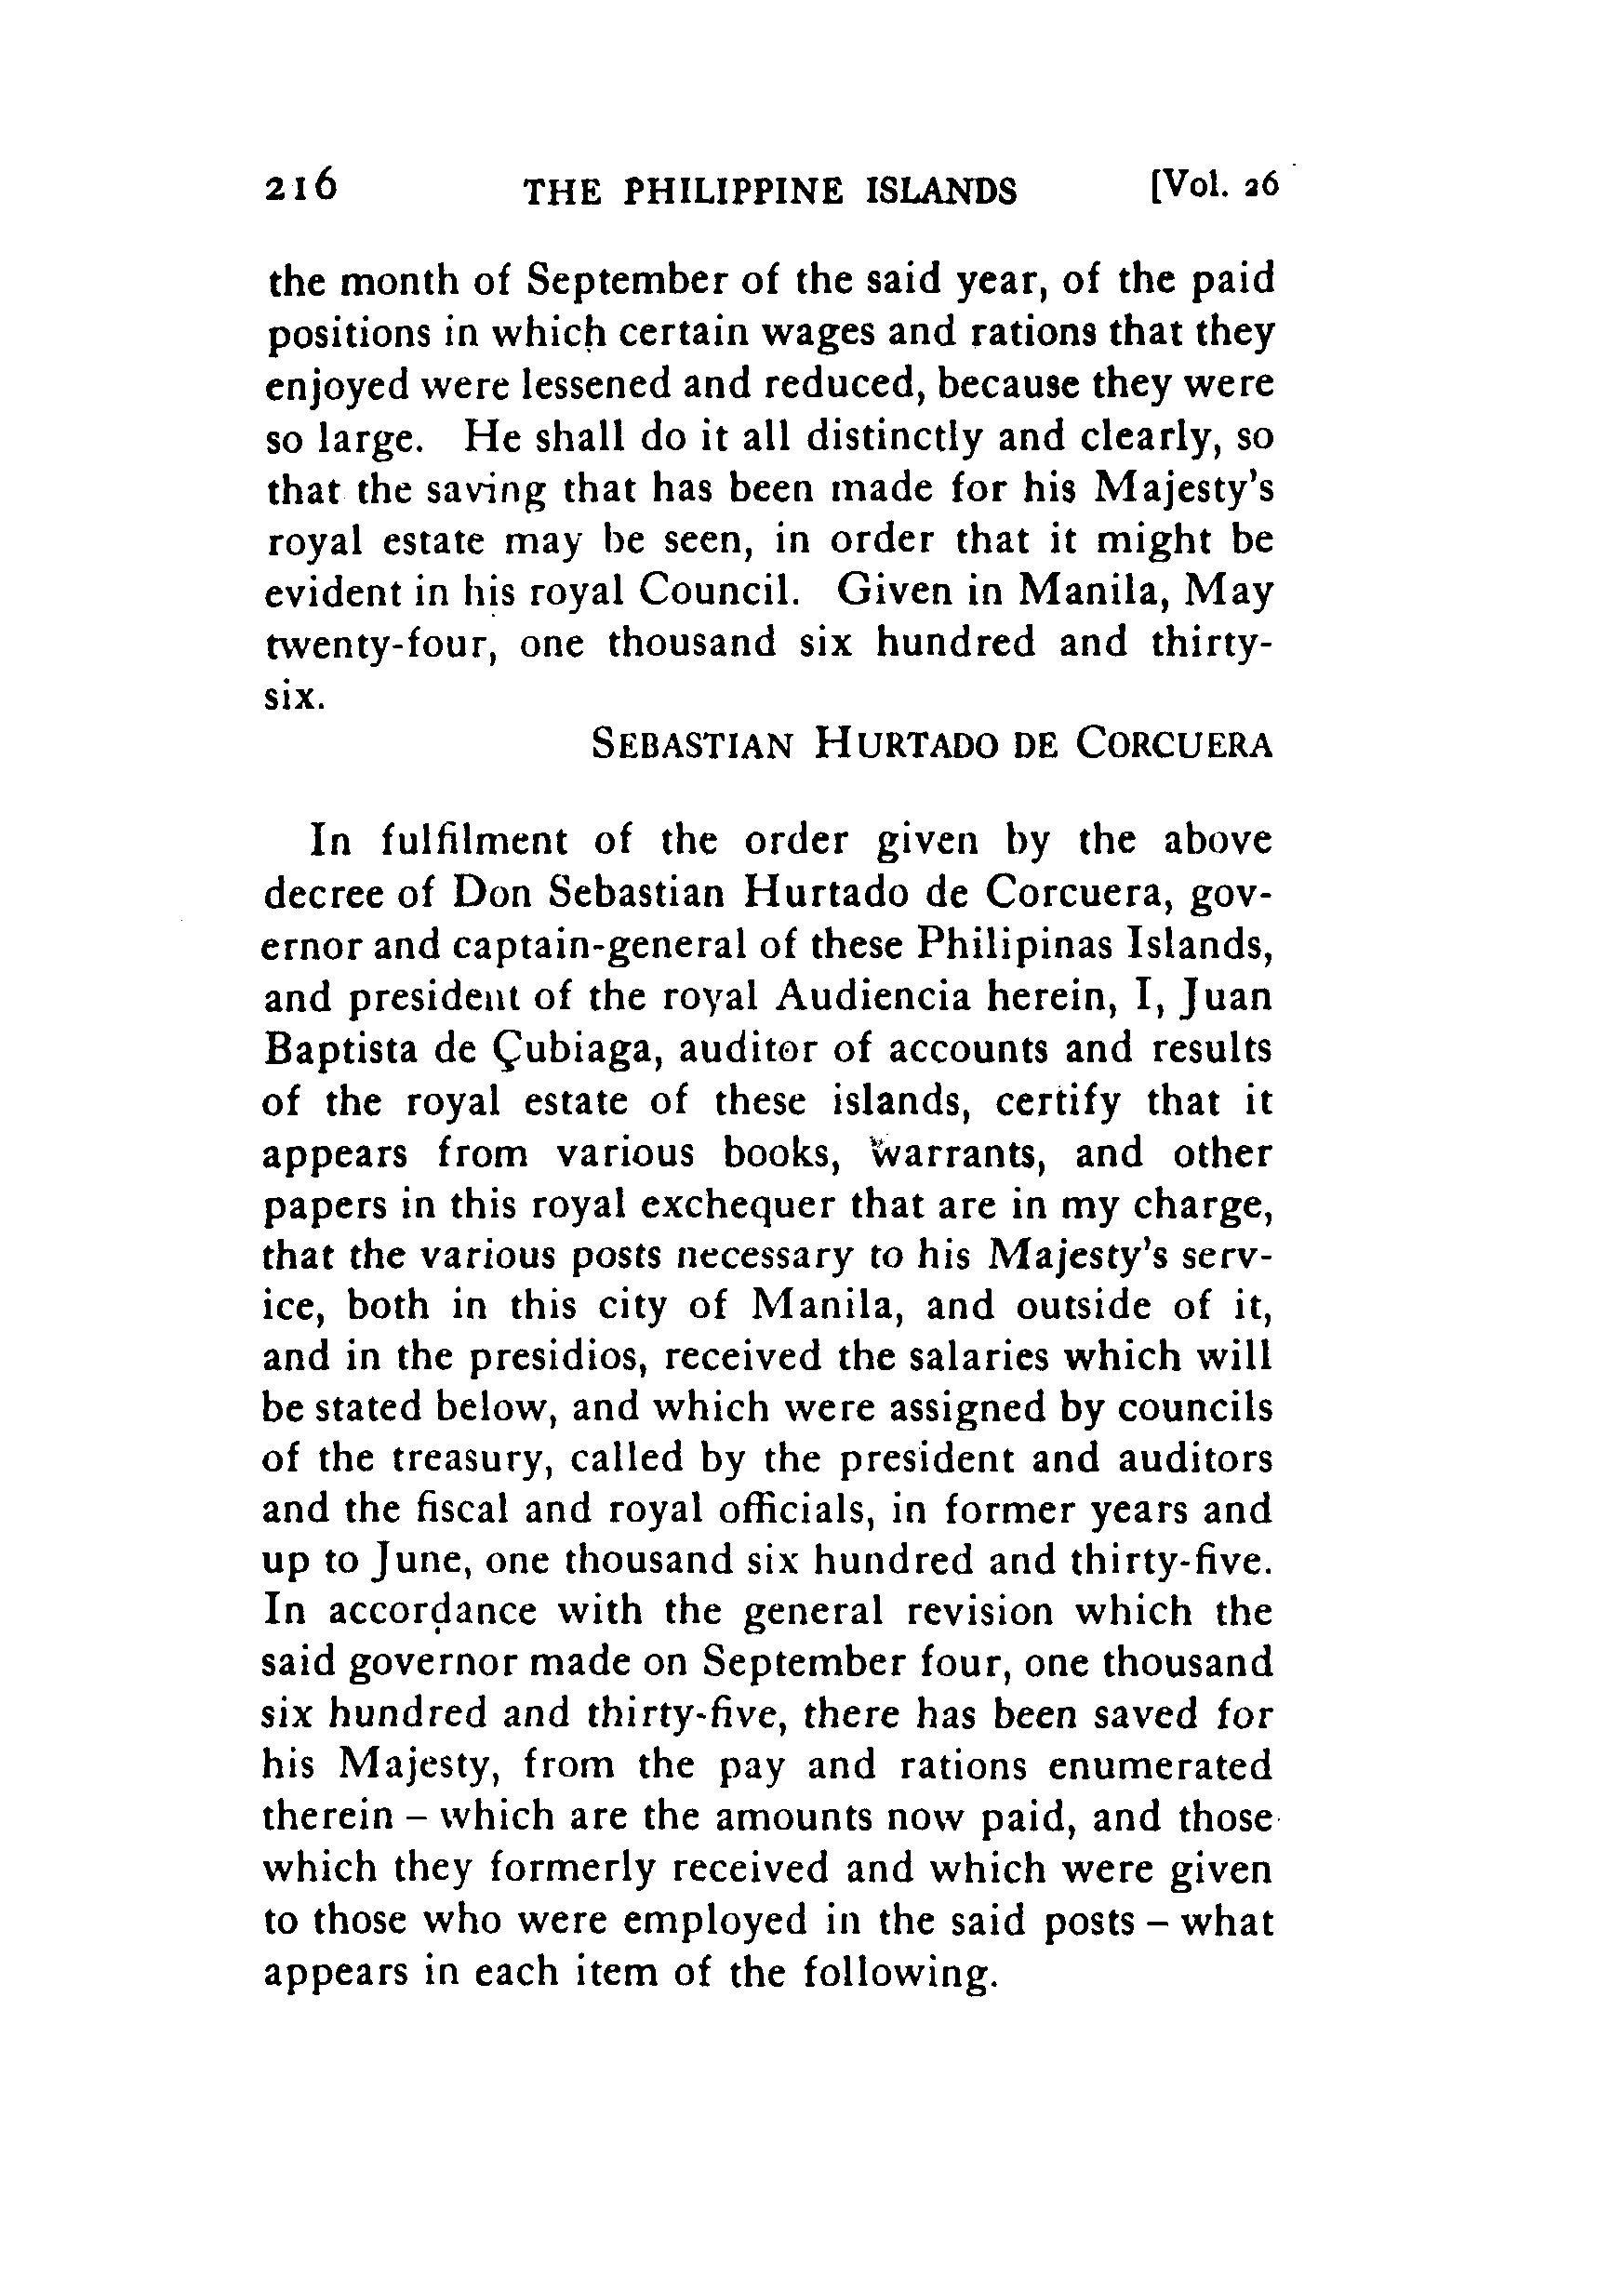 216 THE PHILIPPINE ISLANDS [Vol. 26
the month of September of the said year, of the paid
positions in which certain wages and rations that they
enjoyed were lessened and reduced, because they were
so large. He shall do it all distinctly and clearly, so
that the saving that has been made for his Majesty's
royal estate may be seen, in order that it might be
evident in his royal Council. Given in Manila, May
twenty-four, one thousand six hundred and thirty-
six.
SEBASTIAN HURTADO DE CORCUERA
In fulfilment of the order given by the above
decree of Don Sebastian Hurtado de Corcuera, gov-
ernor and captain-general of these Philipinas Islands,
and president of the royal Audiencia herein, I, Juan
Baptista de Çubiaga, auditor of accounts and results
of the royal estate of these islands, certify that it
appears from various books, warrants, and other
papers in this royal exchequer that are in my charge,
that the various posts necessary to his Majesty's serv-
ice, both in this city of Manila, and outside of it,
and in the presidios, received the salaries which will
be stated below, and which were assigned by councils
of the treasury, called by the president and auditors
and the fiscal and royal officials, in former years and
up to June, one thousand six hundred and thirty-five.
In accordance with the general revision which the
said governor made on September four, one thousand
six hundred and thirty-five, there has been saved for
his Majesty, from the pay and rations enumerated
therein – which are the amounts now paid, and those
which they formerly received and which were given
to those who were employed in the said posts – what
appears in each item of the following.